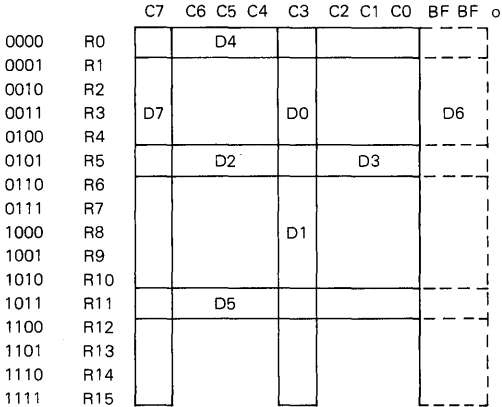 C7 C6 C5 C4 C3 C2 C1 C0 BF BF o
0000 R0 D4
0001 R1
0010 R2
0011 R3 D7 D0 D6
0100 R4
0101 R5 D2 D3
0110 R6
0111 R7
1000 R8 D1
1001 R9
1010 R10
1011 R11 D5
1100 R12
1101 R13
1110 R14
1111 R15